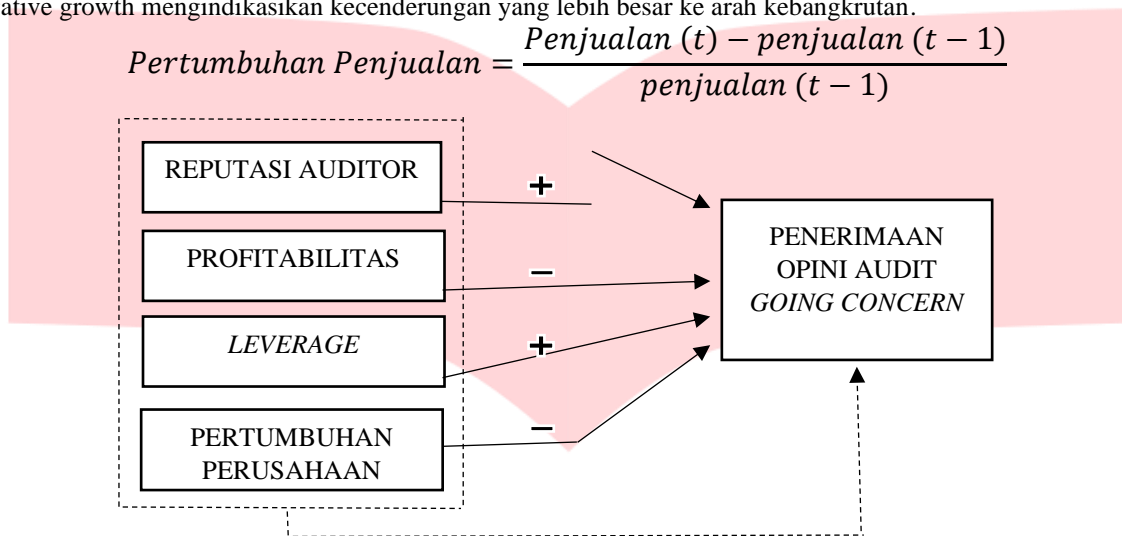 ative growth mengindikasikan kecenderungan yang lebih besar ke arah kebangkrutan.
Pertumbuhan Penjualan = \frac{Penjualan (t) − penjualan (t − 1)}{penjualan (t − 1)}
REPUTASI AUDITOR
+
PROFITABILITAS
−
LEVERAGE
+
PERTUMBUHAN
PERUSAHAAN
−
PENERIMAAN
OPINI AUDIT
GOING CONCERN